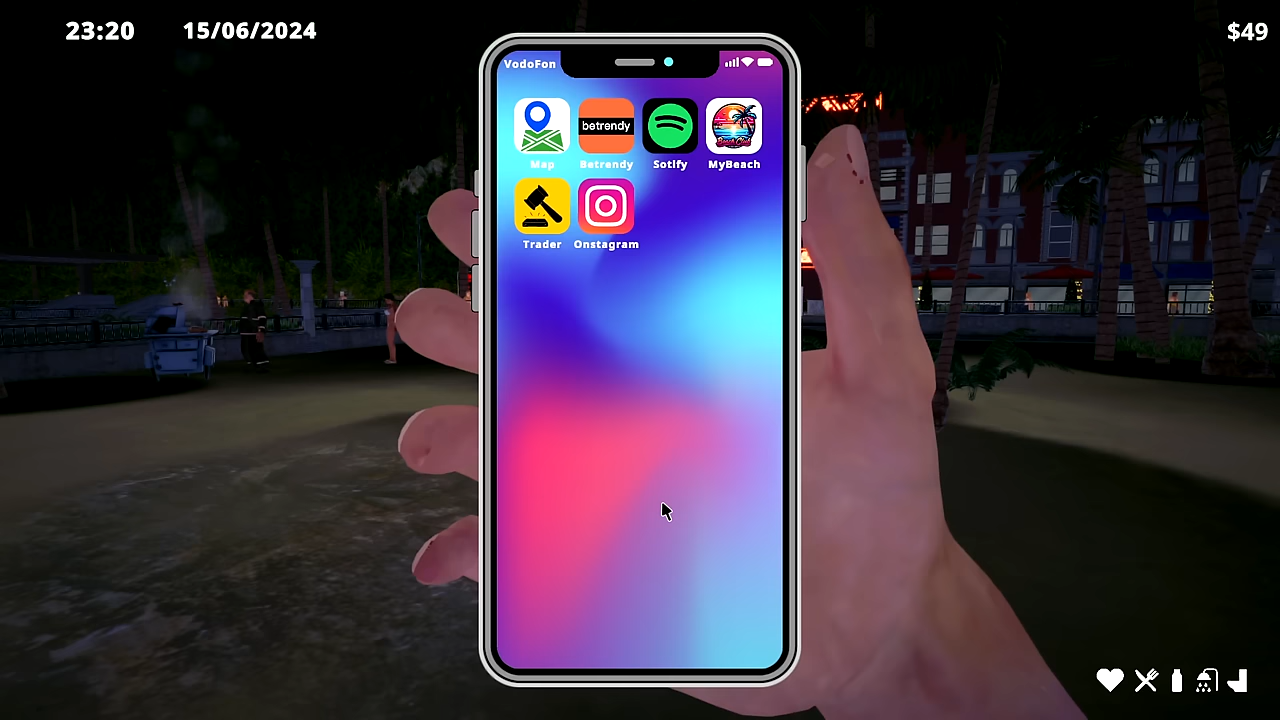 23:20 15/06/2024 $49
VodoFon
betrendy
Map Betrendy Sotify MyBeach
Trader Onstagram